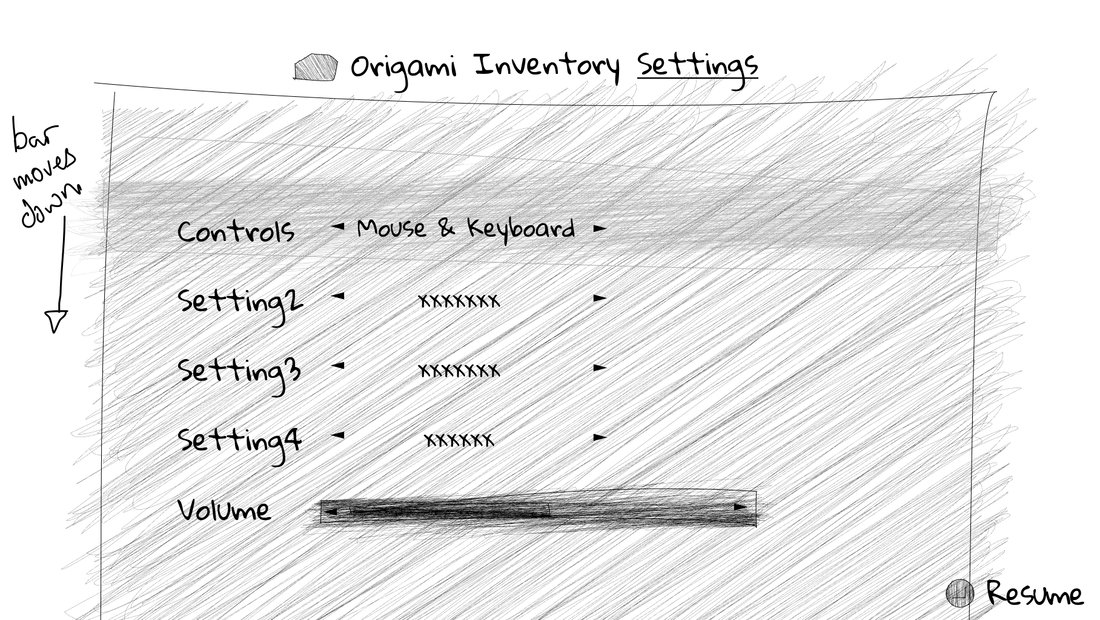 Origami Inventory Settings
bar
moves
down
Controls Mouse & Keyboard
Setting2 xxxxxxx
Setting3 xxxxxxx
Setting4 xxxxxx
Volume
Resume